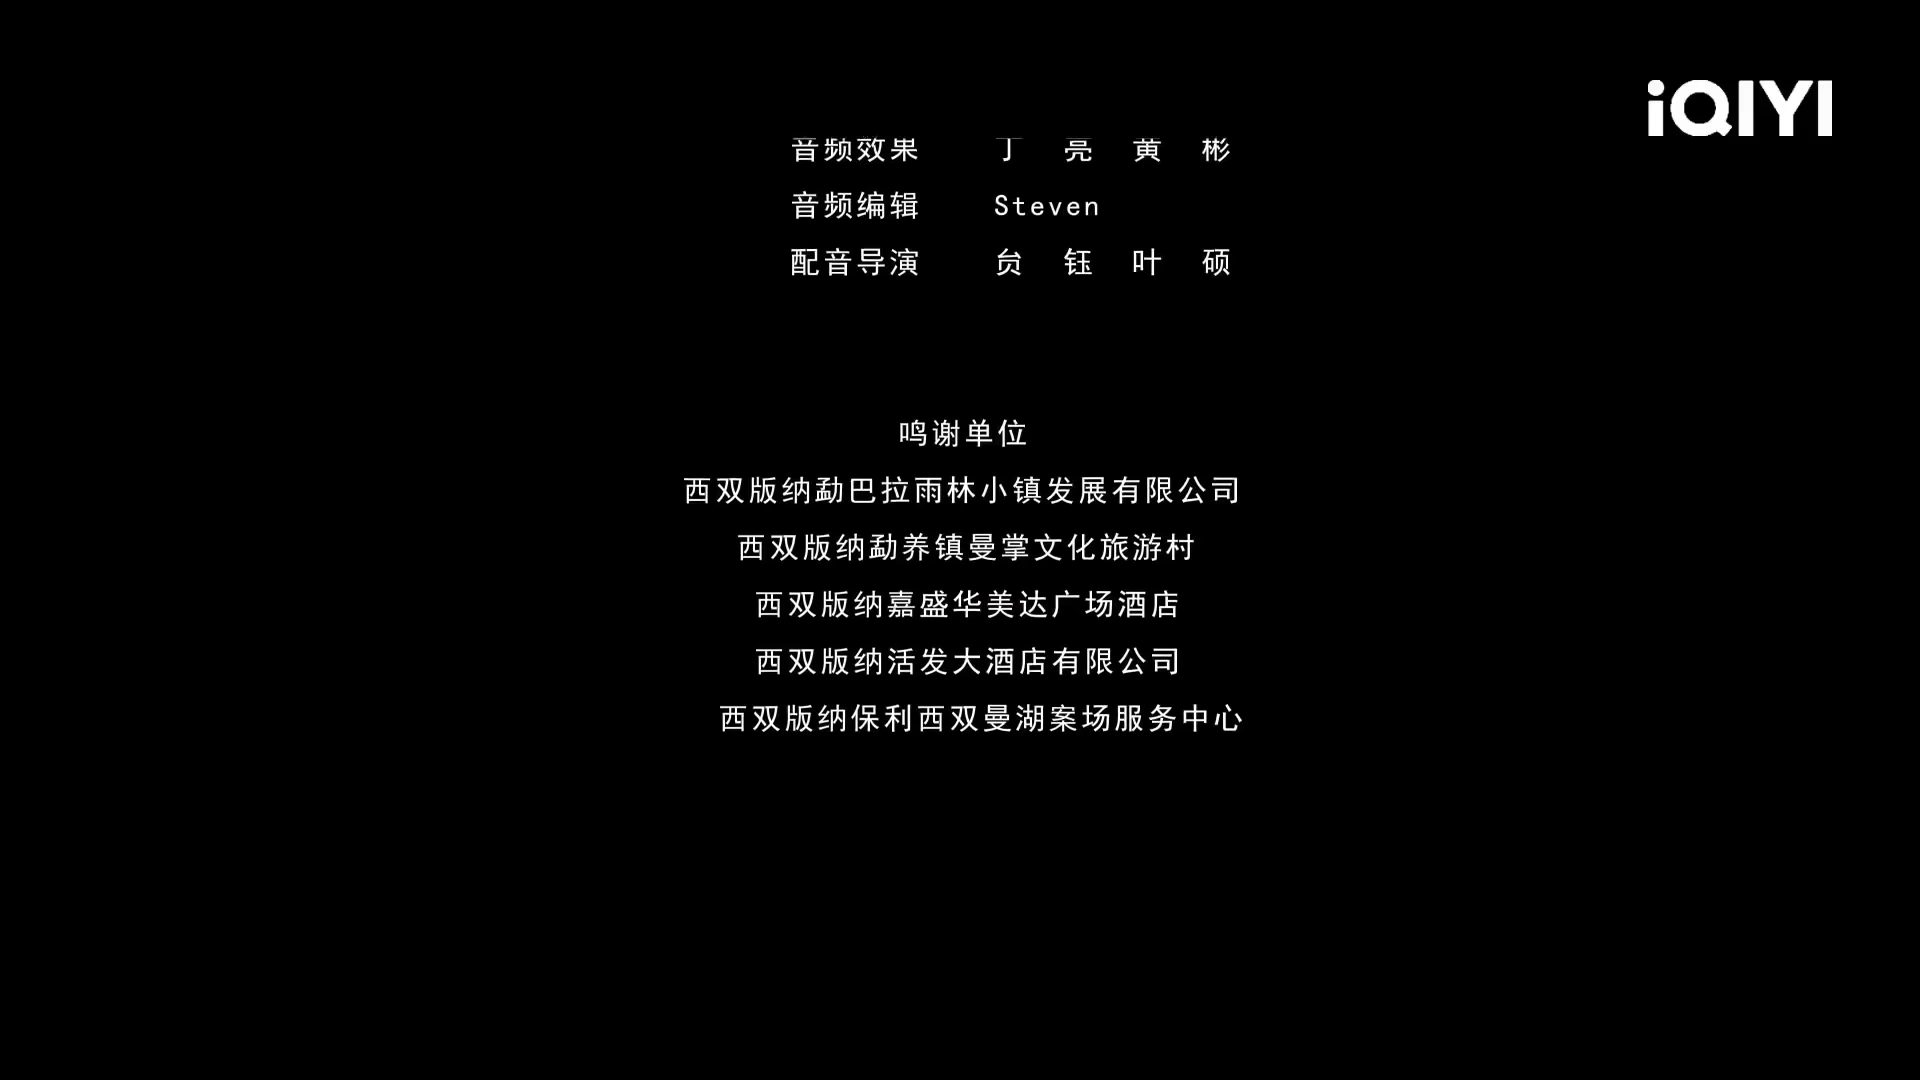 iQIYI
音频效果 丁 亮 黄 彬
音频编辑 Steven
配音导演 贠 钰 叶 硕
鸣谢单位
西双版纳勐巴拉雨林小镇发展有限公司
西双版纳勐养镇曼掌文化旅游村
西双版纳嘉盛华美达广场酒店
西双版纳活发大酒店有限公司
西双版纳保利西双曼湖案场服务中心